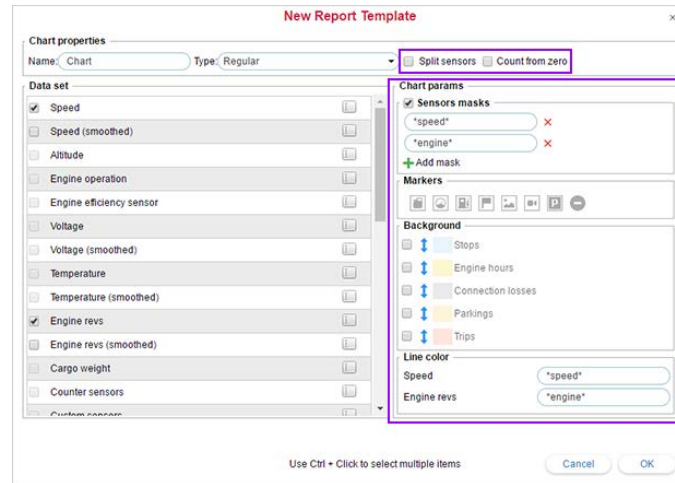 New Report Template
Chart properties
Name: Chart Type: Regular Split sensors Count from zero
Data set
Speed
Speed (smoothed)
Altitude
Engine operation
Engine efficiency sensor
Voltage
Voltage (smoothed)
Temperature
Temperature (smoothed)
Engine revs
Engine revs (smoothed)
Cargo weight
Counter sensors
Custom sensors
Chart params
Sensors masks
*speed*
*engine*
Add mask
Markers
P
Background
Stops
Engine hours
Connection losses
Parkings
Trips
Line color
Speed *speed*
Engine revs *engine*
Use Ctrl + Click to select multiple items
Cancel OK